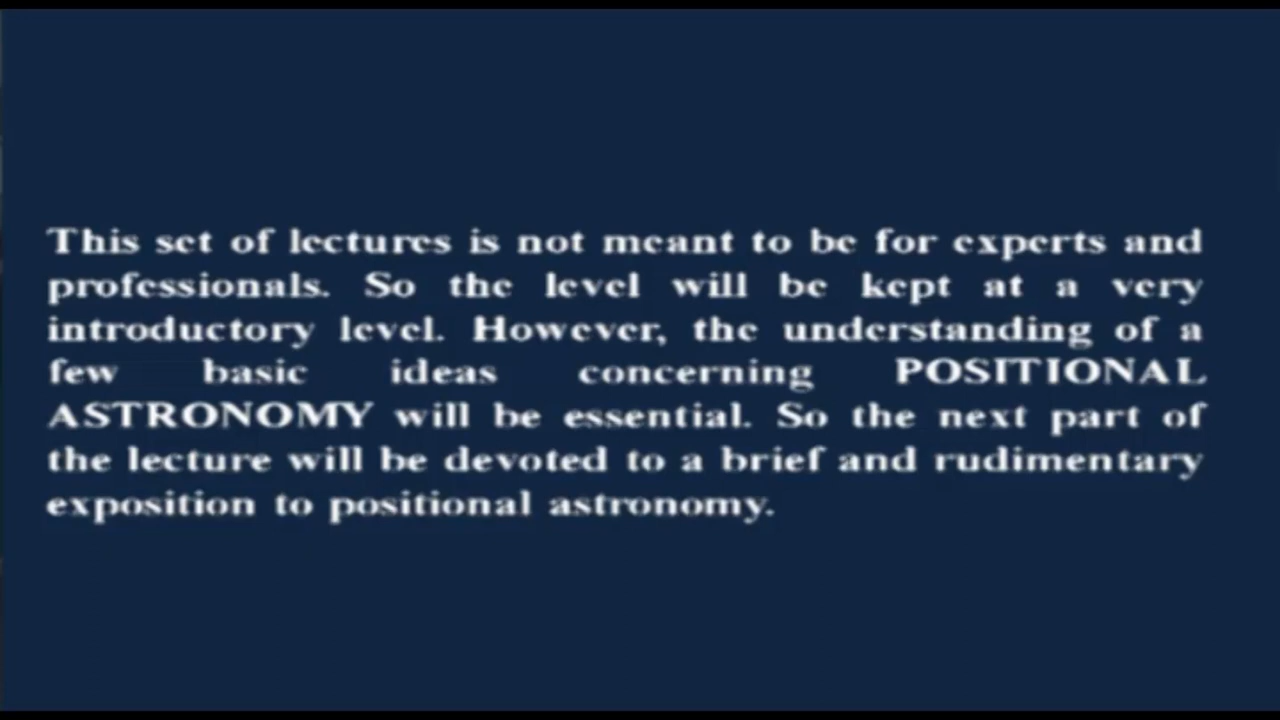 This set of lectures is not meant to be for experts and
professionals. So the level will be kept at a very
introductory level. However, the understanding of a
few basic ideas concerning POSITIONAL
ASTRONOMY will be essential. So the next part of
the lecture will be devoted to a brief and rudimentary
exposition to positional astronomy.